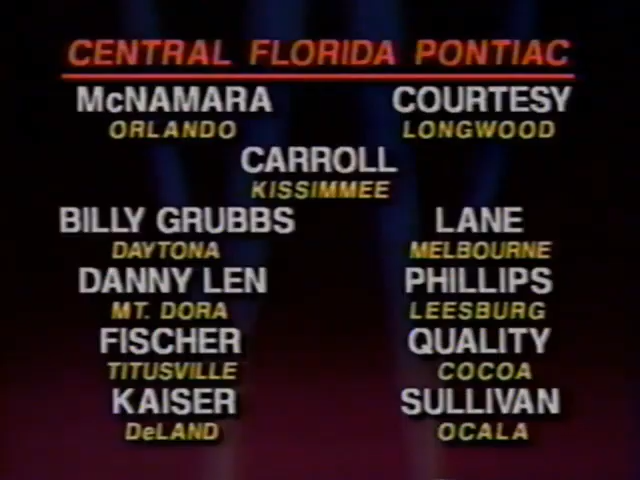 CENTRAL FLORIDA PONTIAC
McNAMARA COURTESY
ORLANDO LONGWOOD
CARROLL
KISSIMMEE
BILLY GRUBBS LANE
DAYTONA MELBOURNE
DANNY LEN PHILLIPS
MT. DORA LEESBURG
FISCHER QUALITY
TITUSVILLE COCOA
KAISER SULLIVAN
DeLAND OCALA